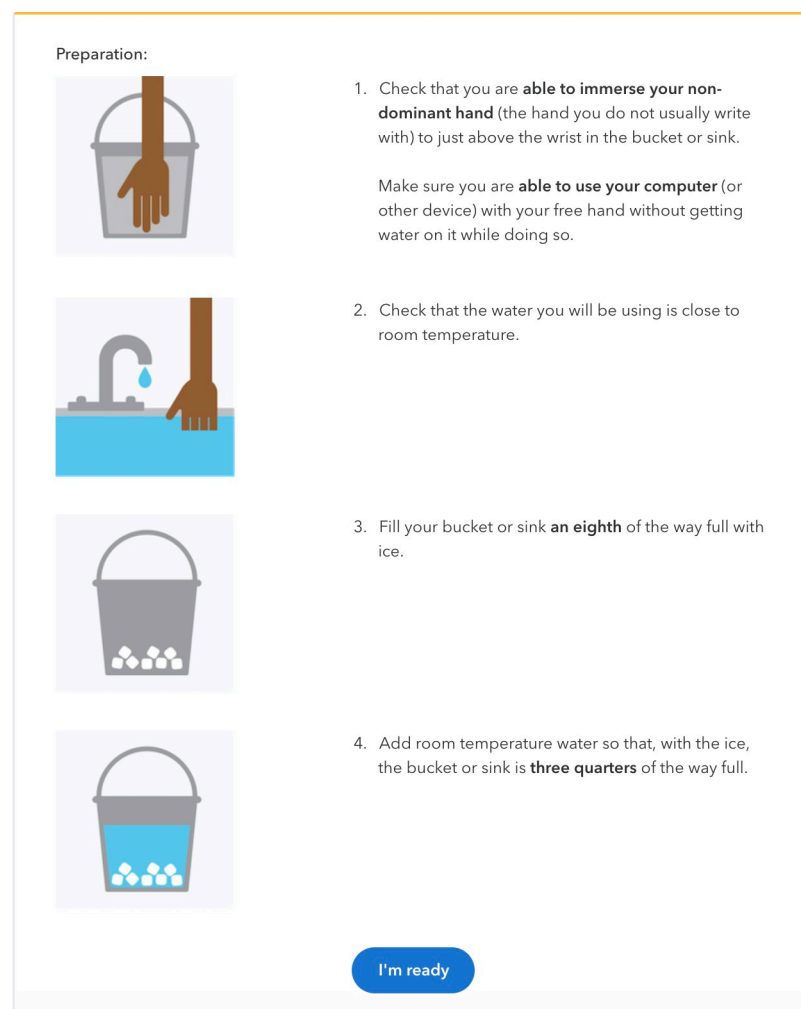 Preparation:
1. Check that you are able to immerse your non-
dominant hand (the hand you do not usually write
with) to just above the wrist in the bucket or sink.
Make sure you are able to use your computer (or
other device) with your free hand without getting
water on it while doing so.
2. Check that the water you will be using is close to
room temperature.
3. Fill your bucket or sink an eighth of the way full with
ice.
4. Add room temperature water so that, with the ice,
the bucket or sink is three quarters of the way full.
I'm ready